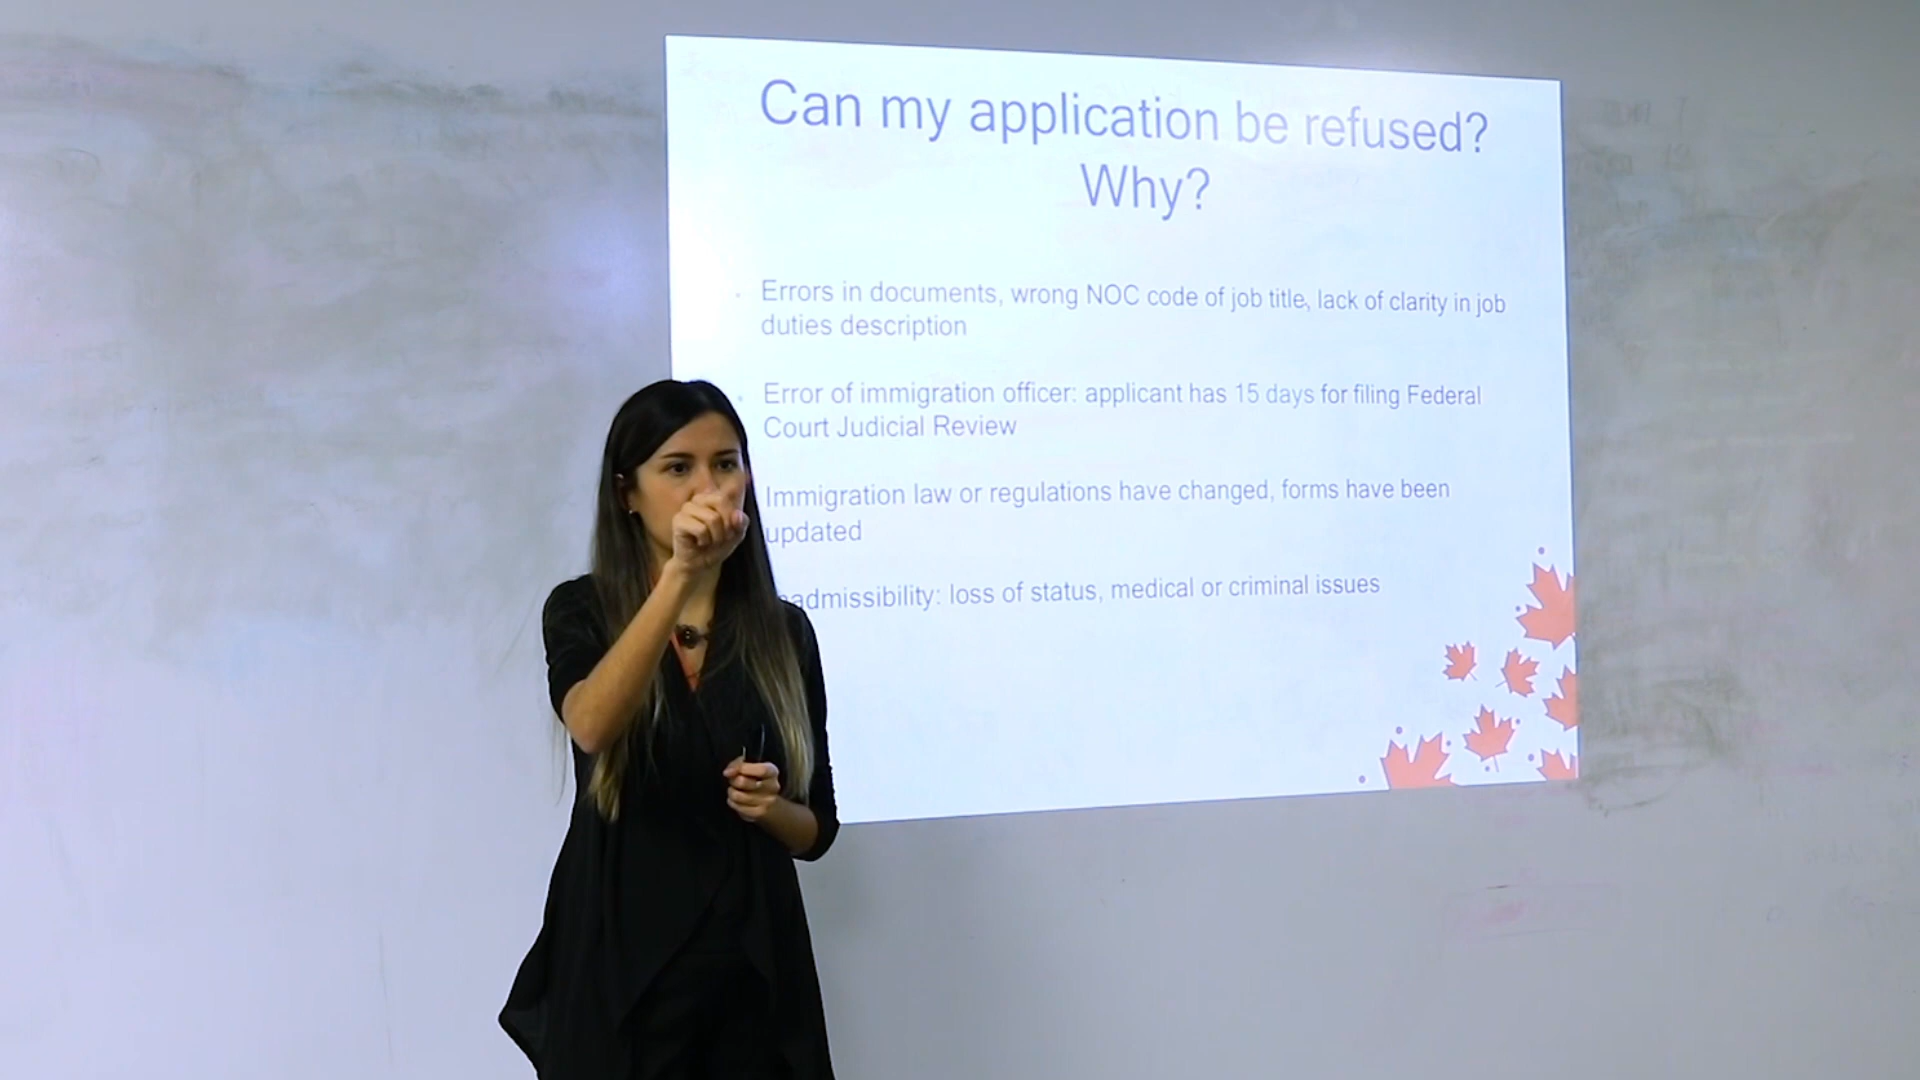 Can my application be refused?
Why?
Errors in documents, wrong NOC code of job title, lack of clarity in job
duties description
Error of immigration officer: applicant has 15 days for filing Federal
Court Judicial Review
Immigration law or regulations have changed, forms have been
updated
admissibility: loss of status, medical or criminal issues